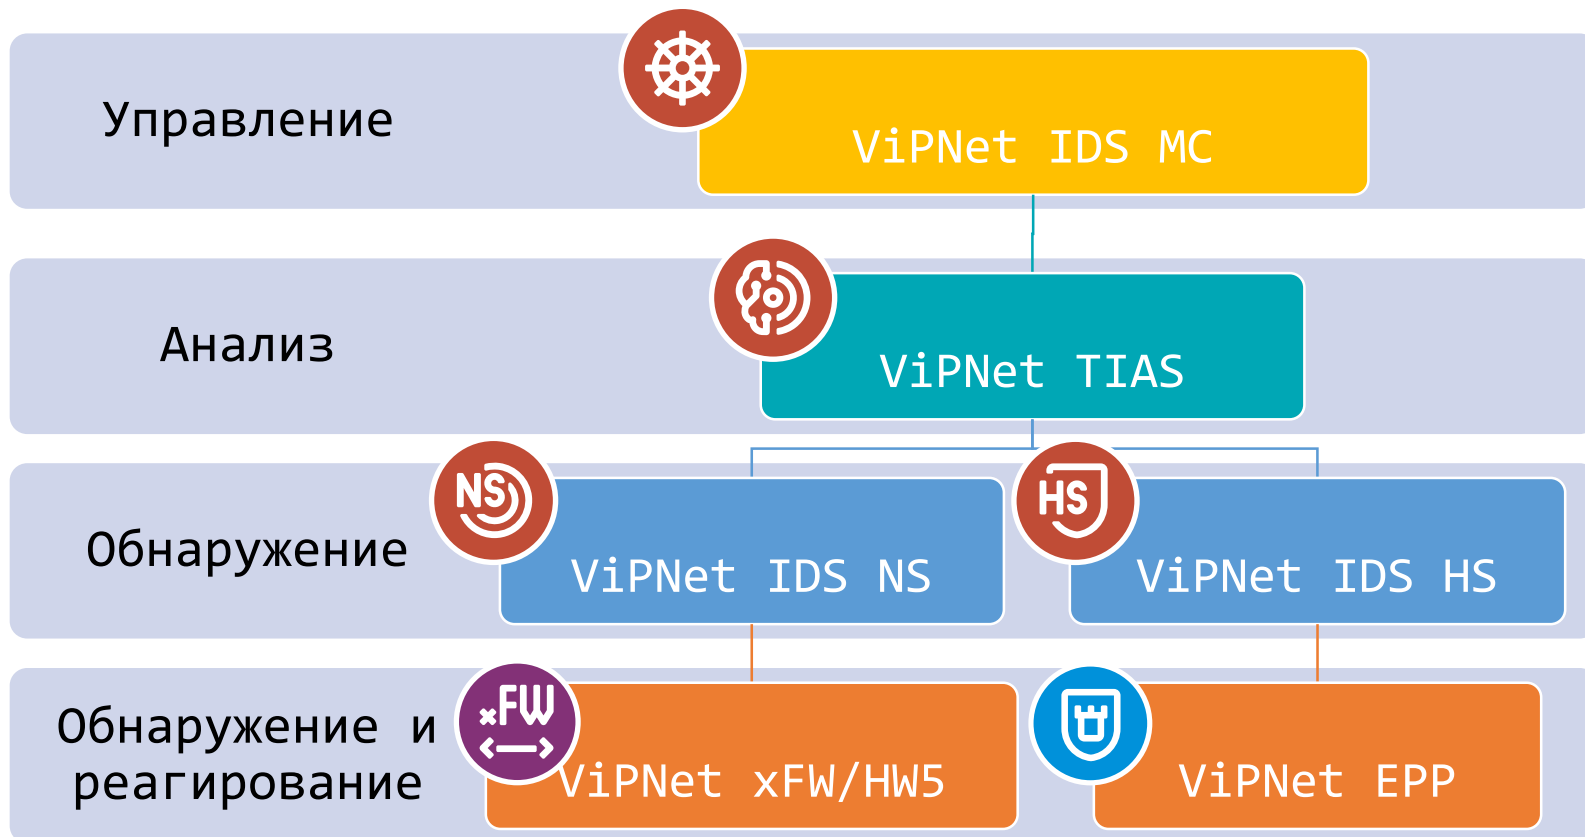 Управление
ViPNet IDS MC
Анализ
ViPNet TIAS
NS
HS
Обнаружение
ViPNet IDS NS
ViPNet IDS HS
xFW
Обнаружение и
реагирование
ViPNet xFW/HW5
ViPNet EPP